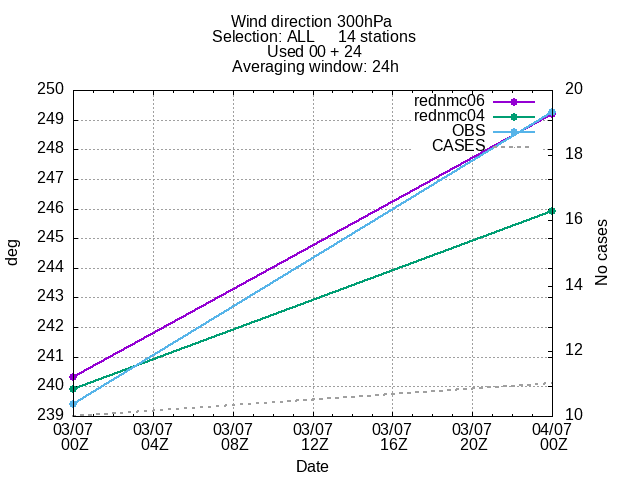 Wind direction 300hPa
Selection: ALL 14 stations
Used 00 + 24
Averaging window: 24h
250
249
248
247
246
245
244
243
242
241
240
239
deg
20
18
16
14
12
10
No cases
rednmc06
rednmc04
OBS
CASES
03/07 03/07 03/07 03/07 03/07 03/07 04/07
00Z 04Z 08Z 12Z 16Z 20Z 00Z
Date